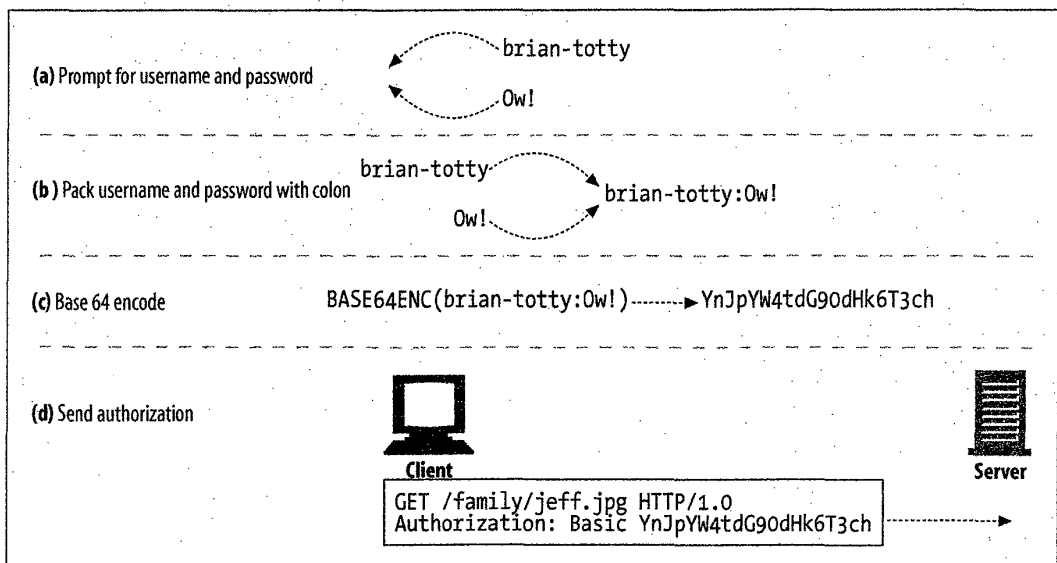 brian-totty
(a) Prompt for username and password
Ow!
brian-totty
(b) Pack username and password with colon
brian-totty:Ow!
Ow!
(c) Base 64 encode
BASE64ENC(brian-totty:Ow!)
YnJpYW4tdG90dHk6T3ch
(d) Send authorization
Client
Server
GET /family/jeff.jpg HTTP/1.0
Authorization: Basic YnJpYW4tdG90dHk6T3ch